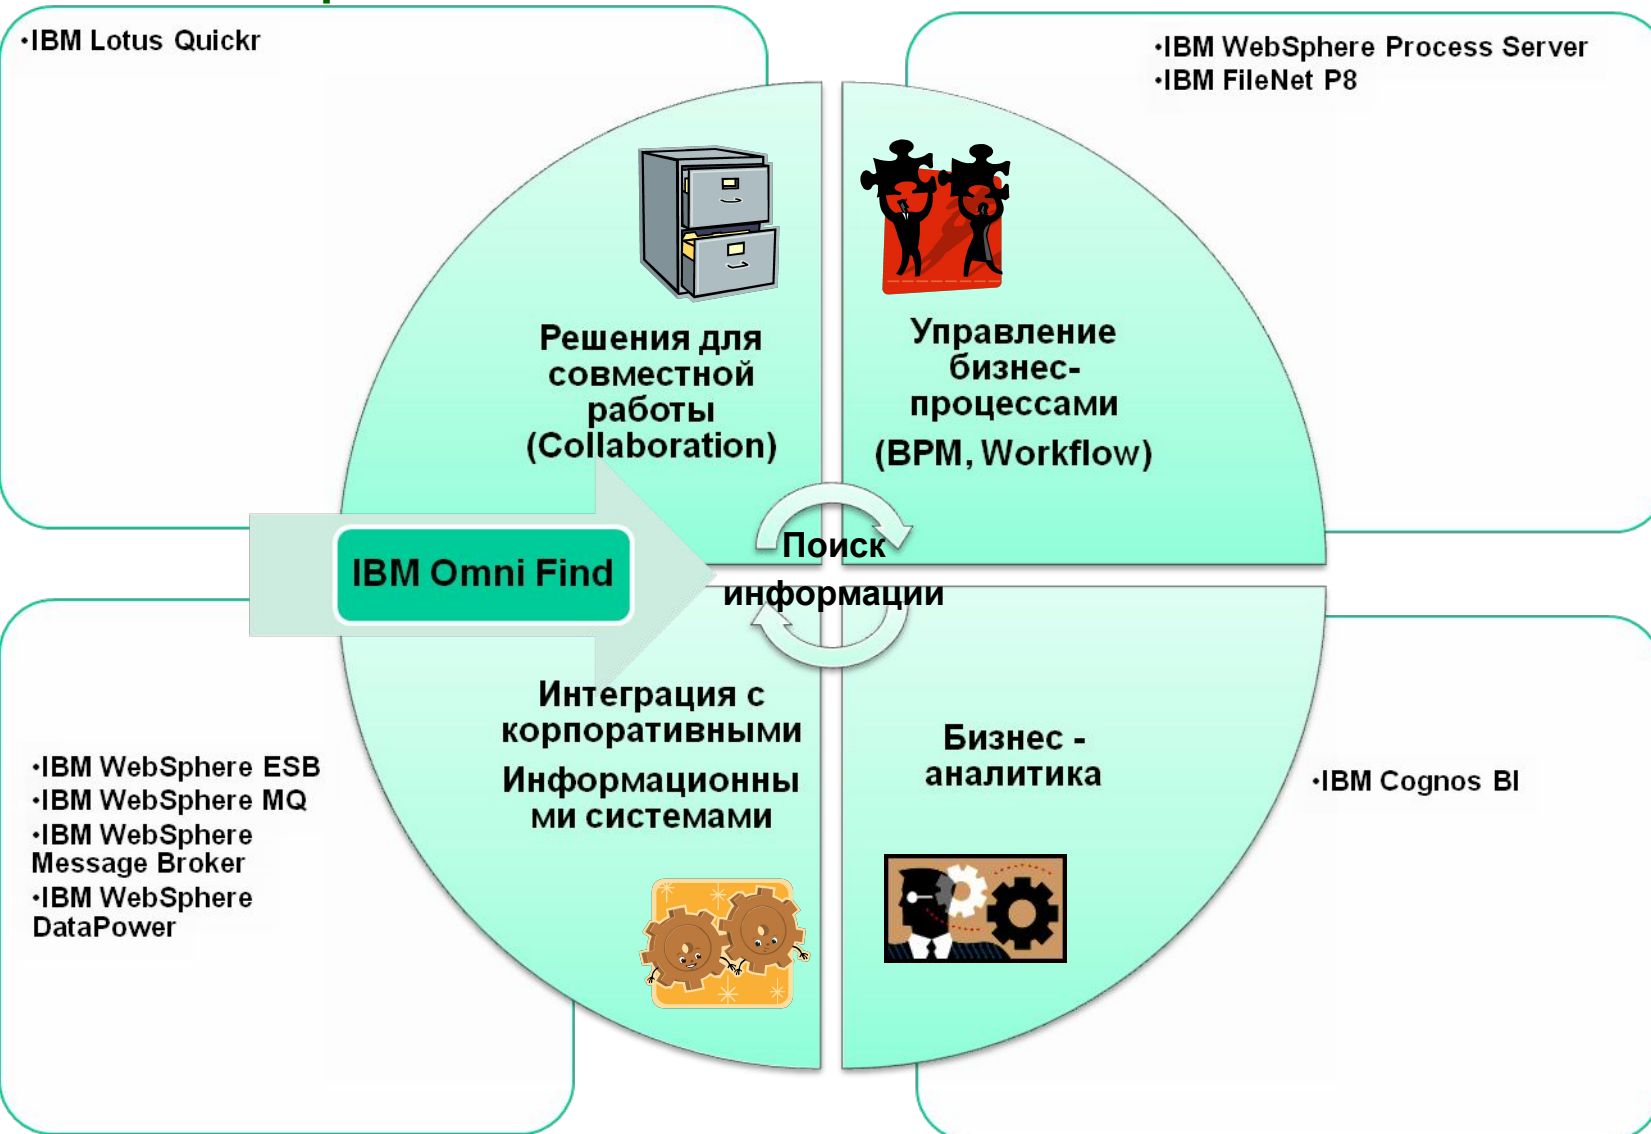 •IBM Lotus Quickr
•IBM WebSphere Process Server
•IBM FileNet P8
Решения для
совместной
работы
(Collaboration)
Управление
бизнес-
процессами
(BPM, Workflow)
IBM Omni Find
Поиск
информации
Интеграция с
корпоративными
Информационны
ми системами
Бизнес -
аналитика
•IBM WebSphere ESB
•IBM WebSphere MQ
•IBM WebSphere
Message Broker
•IBM WebSphere
DataPower
•IBM Cognos BI